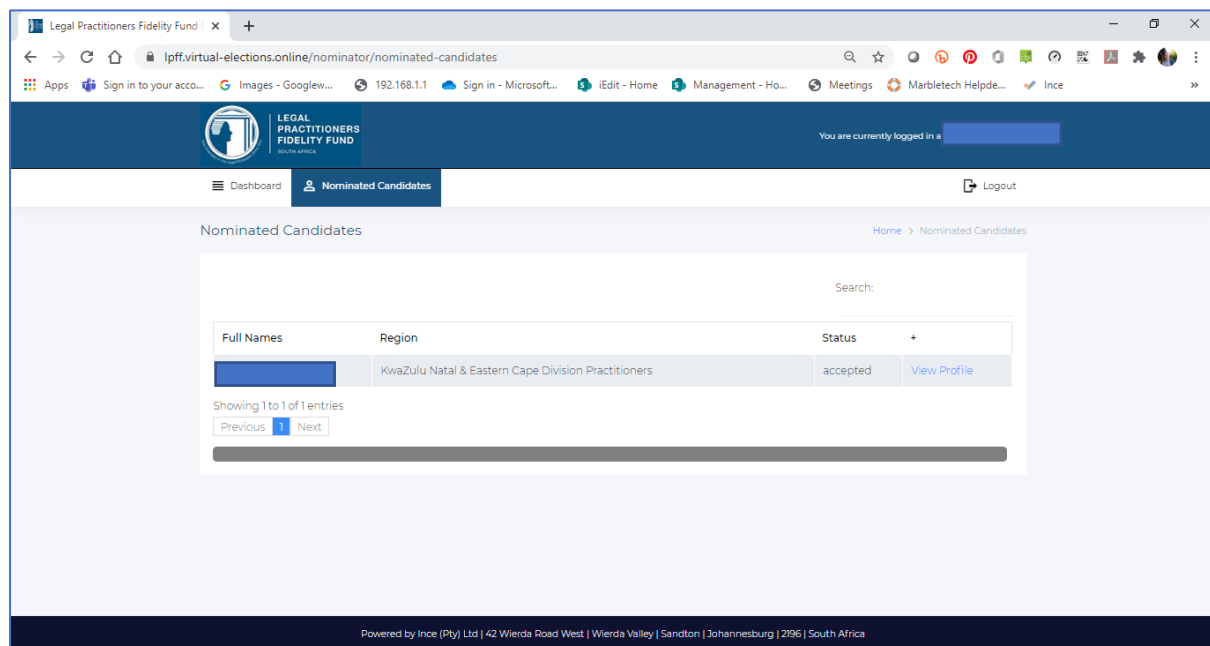 Legal Practitioners Fidelity Fund
lpff.virtual-elections.online/nominator/nominated-candidates
Apps Sign in to your acco... Google Images - Googlew... 192.168.1.1 Sign in - Microsoft... iEdit - Home Management - Ho... Meetings Marbletech Helpde... Ince »
LEGAL
PRACTITIONERS
FIDELITY FUND
SOUTH AFRICA
You are currently logged in a
Dashboard Nominated Candidates Logout
Nominated Candidates Home > Nominated Candidates
Search:
Full Names Region Status +
KwaZulu Natal & Eastern Cape Division Practitioners accepted View Profile
Showing 1 to 1 of 1 entries
Previous 1 Next
Powered by Ince (Pty) Ltd | 42 Wierda Road West | Wierda Valley | Sandton | Johannesburg | 2196 | South Africa